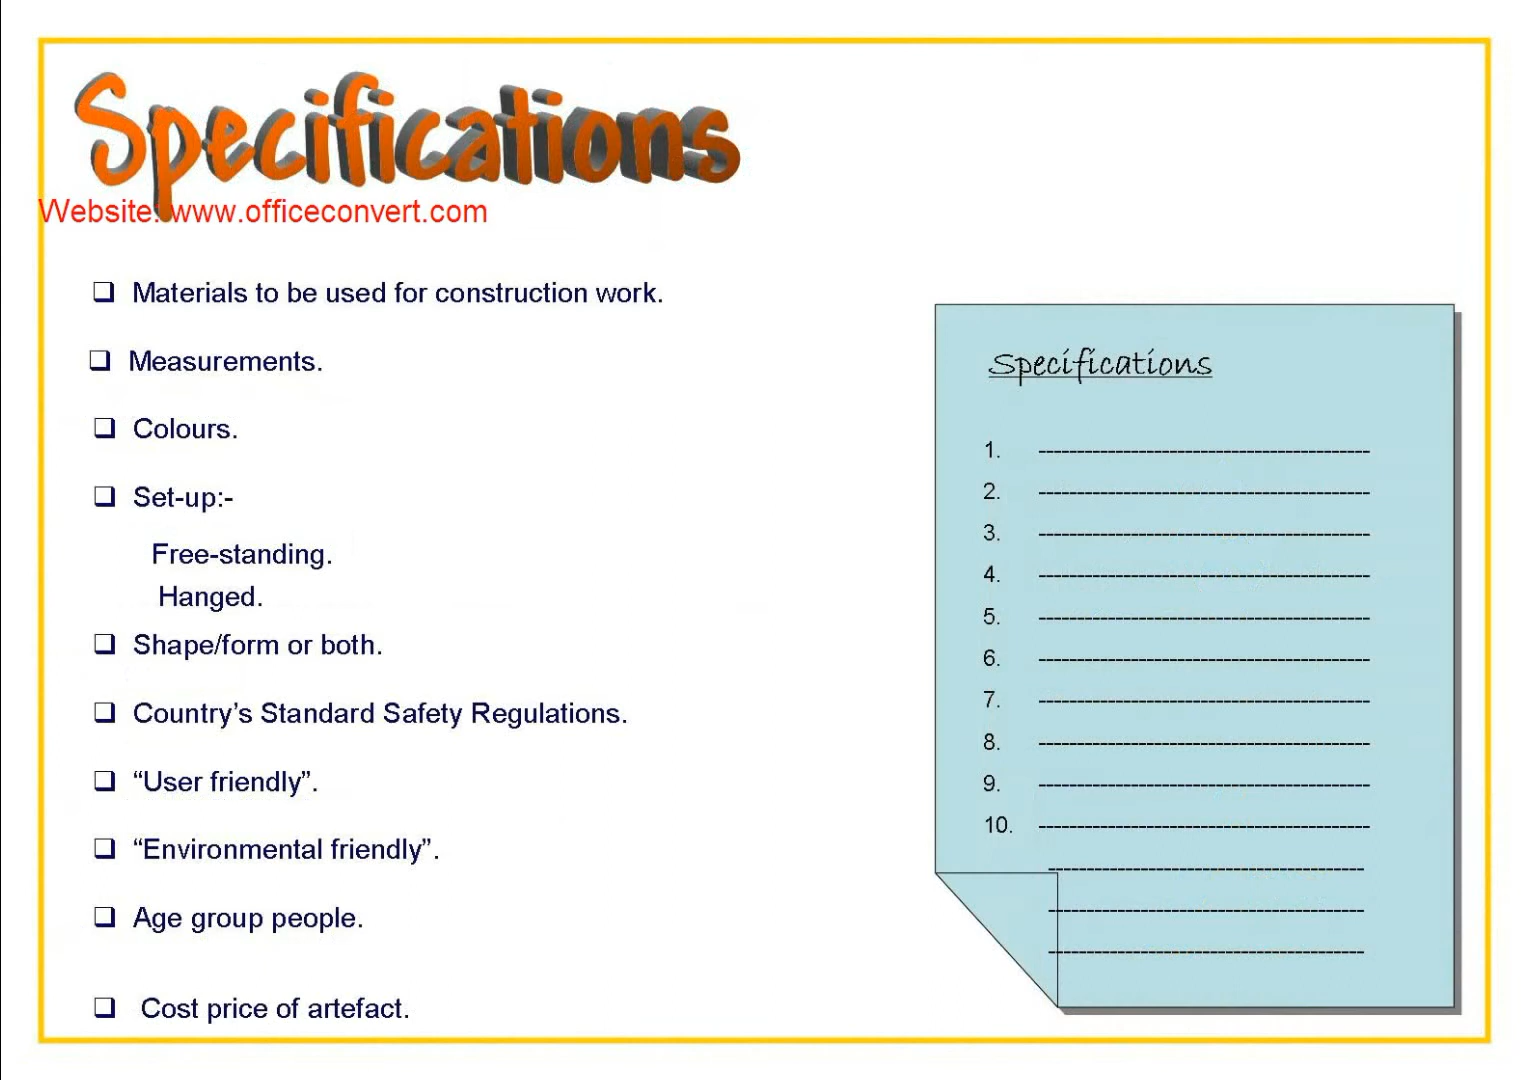 Specifications
Website: www.officeconvert.com
❑ Materials to be used for construction work.
❑ Measurements.
❑ Colours.
❑ Set-up:-
Free-standing.
Hanged.
❑ Shape/form or both.
❑ Country’s Standard Safety Regulations.
❑ “User friendly”.
❑ “Environmental friendly”.
❑ Age group people.
❑ Cost price of artefact.
Specifications
1. -------------------------------------------
2. -------------------------------------------
3. -------------------------------------------
4. -------------------------------------------
5. -------------------------------------------
6. -------------------------------------------
7. -------------------------------------------
8. -------------------------------------------
9. -------------------------------------------
10. -------------------------------------------
-----------------------------------------
-----------------------------------------
-----------------------------------------